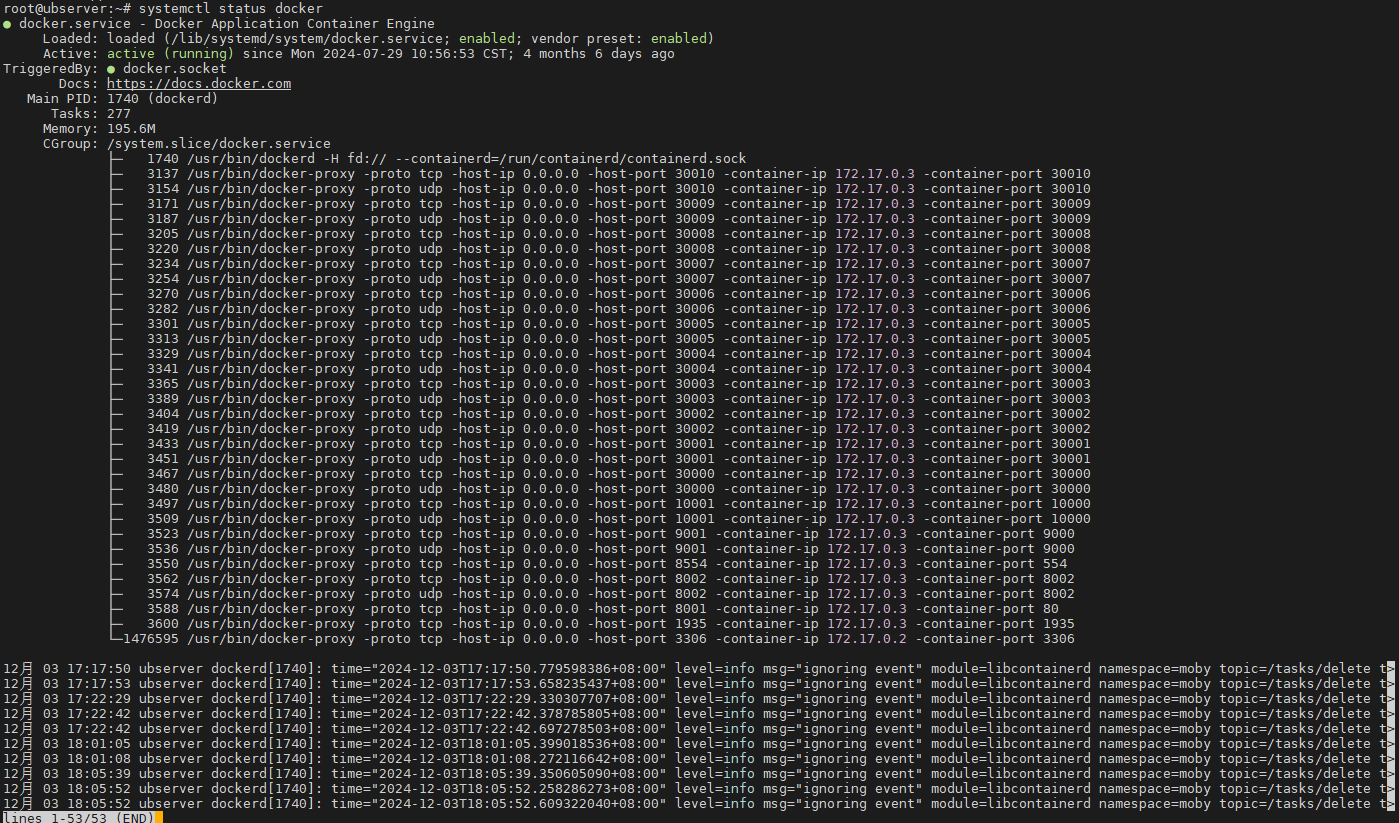 root@ubserver:~# systemctl status docker
● docker.service - Docker Application Container Engine
Loaded: loaded (/lib/systemd/system/docker.service; enabled; vendor preset: enabled)
Active: active (running) since Mon 2024-07-29 10:56:53 CST; 4 months 6 days ago
TriggeredBy: ● docker.socket
Docs: https://docs.docker.com
Main PID: 1740 (dockerd)
Tasks: 277
Memory: 195.6M
CGroup: /system.slice/docker.service
├─ 1740 /usr/bin/dockerd -H fd:// --containerd=/run/containerd/containerd.sock
├─ 3137 /usr/bin/docker-proxy -proto tcp -host-ip 0.0.0.0 -host-port 30010 -container-ip 172.17.0.3 -container-port 30010
├─ 3154 /usr/bin/docker-proxy -proto udp -host-ip 0.0.0.0 -host-port 30010 -container-ip 172.17.0.3 -container-port 30010
├─ 3171 /usr/bin/docker-proxy -proto tcp -host-ip 0.0.0.0 -host-port 30009 -container-ip 172.17.0.3 -container-port 30009
├─ 3187 /usr/bin/docker-proxy -proto udp -host-ip 0.0.0.0 -host-port 30009 -container-ip 172.17.0.3 -container-port 30009
├─ 3205 /usr/bin/docker-proxy -proto tcp -host-ip 0.0.0.0 -host-port 30008 -container-ip 172.17.0.3 -container-port 30008
├─ 3220 /usr/bin/docker-proxy -proto udp -host-ip 0.0.0.0 -host-port 30008 -container-ip 172.17.0.3 -container-port 30008
├─ 3234 /usr/bin/docker-proxy -proto tcp -host-ip 0.0.0.0 -host-port 30007 -container-ip 172.17.0.3 -container-port 30007
├─ 3254 /usr/bin/docker-proxy -proto udp -host-ip 0.0.0.0 -host-port 30007 -container-ip 172.17.0.3 -container-port 30007
├─ 3270 /usr/bin/docker-proxy -proto tcp -host-ip 0.0.0.0 -host-port 30006 -container-ip 172.17.0.3 -container-port 30006
├─ 3282 /usr/bin/docker-proxy -proto udp -host-ip 0.0.0.0 -host-port 30006 -container-ip 172.17.0.3 -container-port 30006
├─ 3301 /usr/bin/docker-proxy -proto tcp -host-ip 0.0.0.0 -host-port 30005 -container-ip 172.17.0.3 -container-port 30005
├─ 3313 /usr/bin/docker-proxy -proto udp -host-ip 0.0.0.0 -host-port 30005 -container-ip 172.17.0.3 -container-port 30005
├─ 3329 /usr/bin/docker-proxy -proto tcp -host-ip 0.0.0.0 -host-port 30004 -container-ip 172.17.0.3 -container-port 30004
├─ 3341 /usr/bin/docker-proxy -proto udp -host-ip 0.0.0.0 -host-port 30004 -container-ip 172.17.0.3 -container-port 30004
├─ 3365 /usr/bin/docker-proxy -proto tcp -host-ip 0.0.0.0 -host-port 30003 -container-ip 172.17.0.3 -container-port 30003
├─ 3389 /usr/bin/docker-proxy -proto udp -host-ip 0.0.0.0 -host-port 30003 -container-ip 172.17.0.3 -container-port 30003
├─ 3404 /usr/bin/docker-proxy -proto tcp -host-ip 0.0.0.0 -host-port 30002 -container-ip 172.17.0.3 -container-port 30002
├─ 3419 /usr/bin/docker-proxy -proto udp -host-ip 0.0.0.0 -host-port 30002 -container-ip 172.17.0.3 -container-port 30002
├─ 3433 /usr/bin/docker-proxy -proto tcp -host-ip 0.0.0.0 -host-port 30001 -container-ip 172.17.0.3 -container-port 30001
├─ 3451 /usr/bin/docker-proxy -proto udp -host-ip 0.0.0.0 -host-port 30001 -container-ip 172.17.0.3 -container-port 30001
├─ 3467 /usr/bin/docker-proxy -proto tcp -host-ip 0.0.0.0 -host-port 30000 -container-ip 172.17.0.3 -container-port 30000
├─ 3480 /usr/bin/docker-proxy -proto udp -host-ip 0.0.0.0 -host-port 30000 -container-ip 172.17.0.3 -container-port 30000
├─ 3497 /usr/bin/docker-proxy -proto tcp -host-ip 0.0.0.0 -host-port 10001 -container-ip 172.17.0.3 -container-port 10000
├─ 3509 /usr/bin/docker-proxy -proto udp -host-ip 0.0.0.0 -host-port 10001 -container-ip 172.17.0.3 -container-port 10000
├─ 3523 /usr/bin/docker-proxy -proto tcp -host-ip 0.0.0.0 -host-port 9001 -container-ip 172.17.0.3 -container-port 9000
├─ 3536 /usr/bin/docker-proxy -proto udp -host-ip 0.0.0.0 -host-port 9001 -container-ip 172.17.0.3 -container-port 9000
├─ 3550 /usr/bin/docker-proxy -proto tcp -host-ip 0.0.0.0 -host-port 8554 -container-ip 172.17.0.3 -container-port 554
├─ 3562 /usr/bin/docker-proxy -proto tcp -host-ip 0.0.0.0 -host-port 8002 -container-ip 172.17.0.3 -container-port 8002
├─ 3574 /usr/bin/docker-proxy -proto udp -host-ip 0.0.0.0 -host-port 8002 -container-ip 172.17.0.3 -container-port 8002
├─ 3588 /usr/bin/docker-proxy -proto tcp -host-ip 0.0.0.0 -host-port 8001 -container-ip 172.17.0.3 -container-port 80
├─ 3600 /usr/bin/docker-proxy -proto tcp -host-ip 0.0.0.0 -host-port 1935 -container-ip 172.17.0.3 -container-port 1935
└─1476595 /usr/bin/docker-proxy -proto tcp -host-ip 0.0.0.0 -host-port 3306 -container-ip 172.17.0.2 -container-port 3306
12月 03 17:17:50 ubserver dockerd[1740]: time="2024-12-03T17:17:50.779598386+08:00" level=info msg="ignoring event" module=libcontainerd namespace=moby topic=/tasks/delete t>
12月 03 17:17:53 ubserver dockerd[1740]: time="2024-12-03T17:17:53.658235437+08:00" level=info msg="ignoring event" module=libcontainerd namespace=moby topic=/tasks/delete t>
12月 03 17:22:29 ubserver dockerd[1740]: time="2024-12-03T17:22:29.330307707+08:00" level=info msg="ignoring event" module=libcontainerd namespace=moby topic=/tasks/delete t>
12月 03 17:22:42 ubserver dockerd[1740]: time="2024-12-03T17:22:42.378785805+08:00" level=info msg="ignoring event" module=libcontainerd namespace=moby topic=/tasks/delete t>
12月 03 17:22:42 ubserver dockerd[1740]: time="2024-12-03T17:22:42.697278503+08:00" level=info msg="ignoring event" module=libcontainerd namespace=moby topic=/tasks/delete t>
12月 03 18:01:05 ubserver dockerd[1740]: time="2024-12-03T18:01:05.399018536+08:00" level=info msg="ignoring event" module=libcontainerd namespace=moby topic=/tasks/delete t>
12月 03 18:01:08 ubserver dockerd[1740]: time="2024-12-03T18:01:08.272116642+08:00" level=info msg="ignoring event" module=libcontainerd namespace=moby topic=/tasks/delete t>
12月 03 18:05:39 ubserver dockerd[1740]: time="2024-12-03T18:05:39.350605090+08:00" level=info msg="ignoring event" module=libcontainerd namespace=moby topic=/tasks/delete t>
12月 03 18:05:52 ubserver dockerd[1740]: time="2024-12-03T18:05:52.258286273+08:00" level=info msg="ignoring event" module=libcontainerd namespace=moby topic=/tasks/delete t>
12月 03 18:05:52 ubserver dockerd[1740]: time="2024-12-03T18:05:52.609322040+08:00" level=info msg="ignoring event" module=libcontainerd namespace=moby topic=/tasks/delete t>
lines 1-53/53 (END)